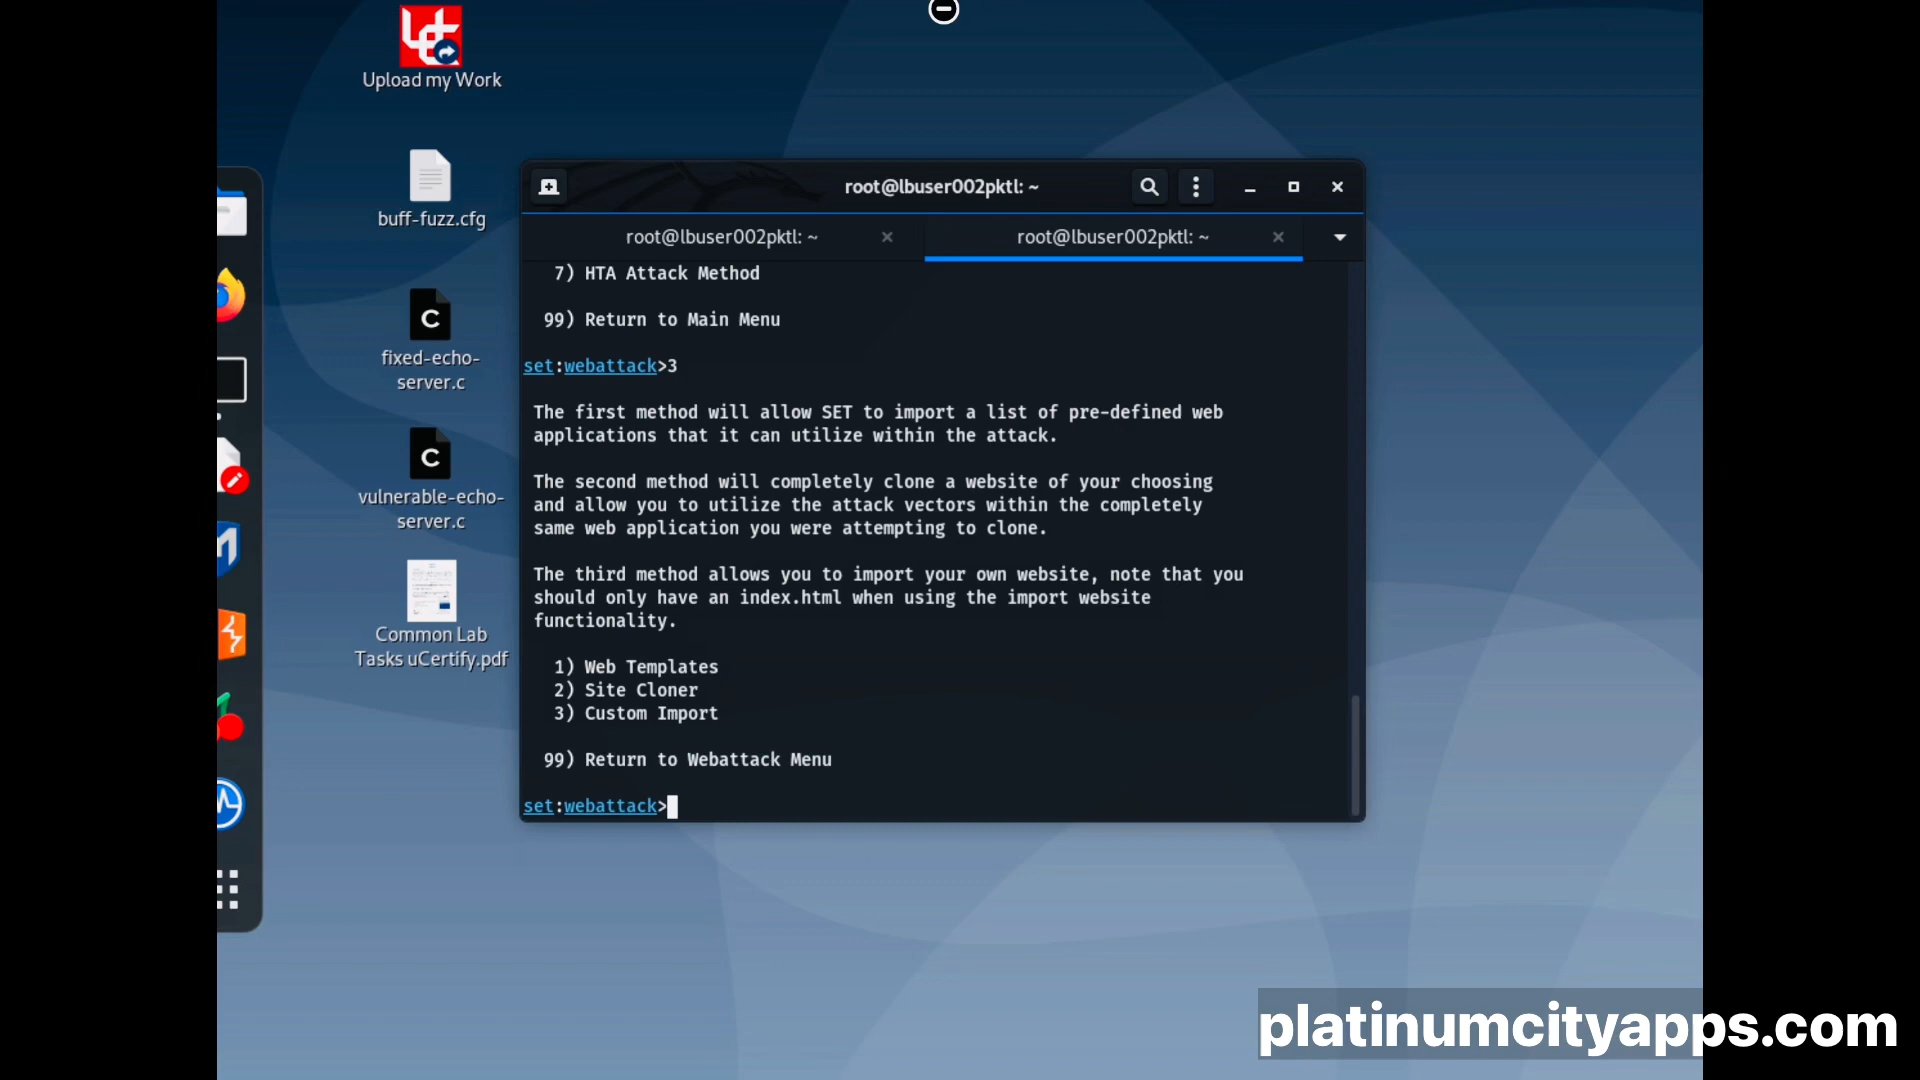 Upload my Work
buff-fuzz.cfg
fixed-echo-
server.c
vulnerable-echo-
server.c
Common Lab
Tasks uCertify.pdf
root@lbuser002pktl: ~
root@lbuser002pktl: ~
root@lbuser002pktl: ~
7) HTA Attack Method
99) Return to Main Menu
set:webattack>3
The first method will allow SET to import a list of pre-defined web
applications that it can utilize within the attack.
The second method will completely clone a website of your choosing
and allow you to utilize the attack vectors within the completely
same web application you were attempting to clone.
The third method allows you to import your own website, note that you
should only have an index.html when using the import website
functionality.
1) Web Templates
2) Site Cloner
3) Custom Import
99) Return to Webattack Menu
set:webattack>
platinumcityapps.com